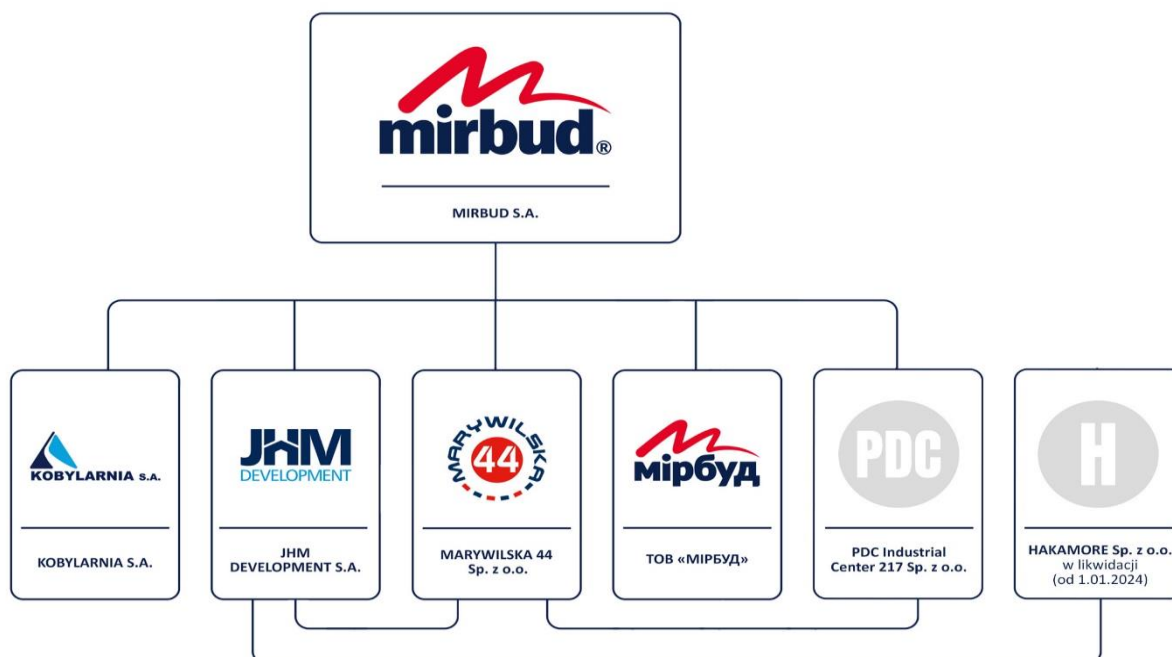 mirbud®
MIRBUD S.A.
KOBYLARNIA S.A.
KOBYLARNIA S.A.
JHM
DEVELOPMENT
JHM
DEVELOPMENT S.A.
MARYWILSKA
44
MARYWILSKA 44
Sp. z o.o.
мірбуд
ТОВ «МІРБУД»
PDC
PDC Industrial
Center 217 Sp. z o.o.
H
HAKAMORE Sp. z o.o.
w likwidacji
(od 1.01.2024)